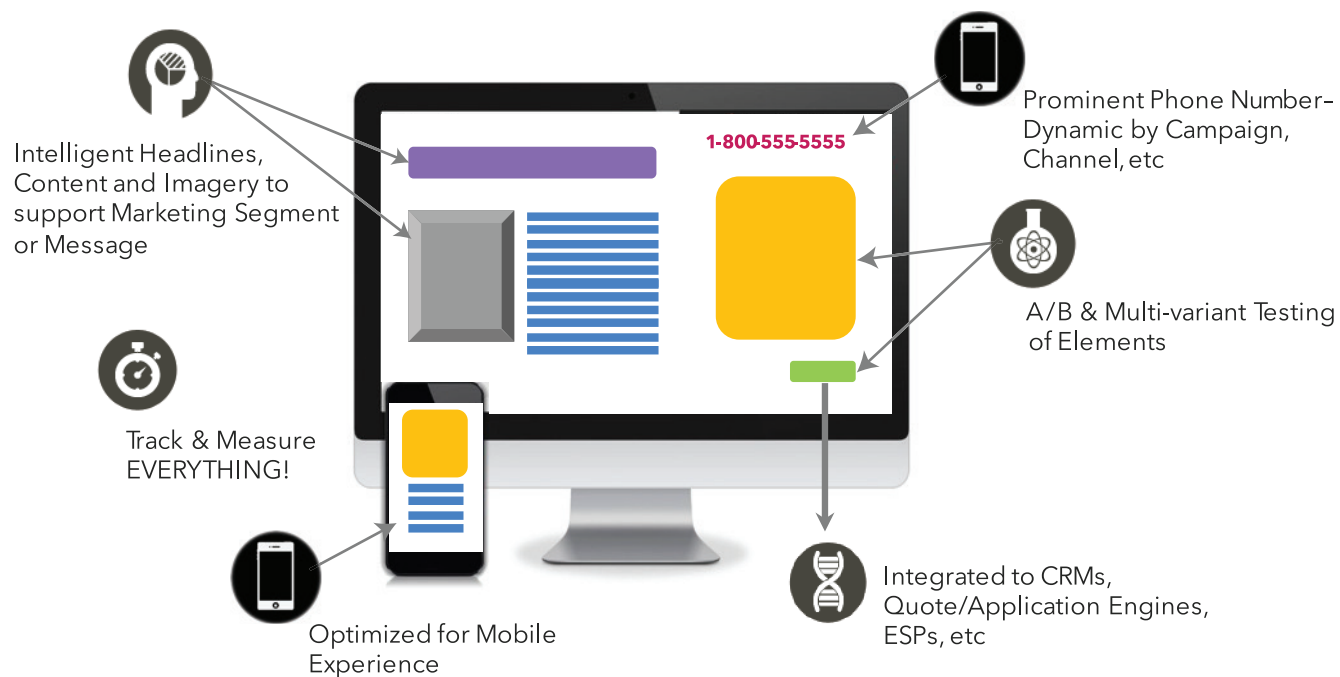 Intelligent Headlines,
Content and Imagery to
support Marketing Segment
or Message
1-800-555-5555
Prominent Phone Number–
Dynamic by Campaign,
Channel, etc
A/B & Multi-variant Testing
of Elements
Track & Measure
EVERYTHING!
Optimized for Mobile
Experience
Integrated to CRMs,
Quote/Application Engines,
ESPs, etc